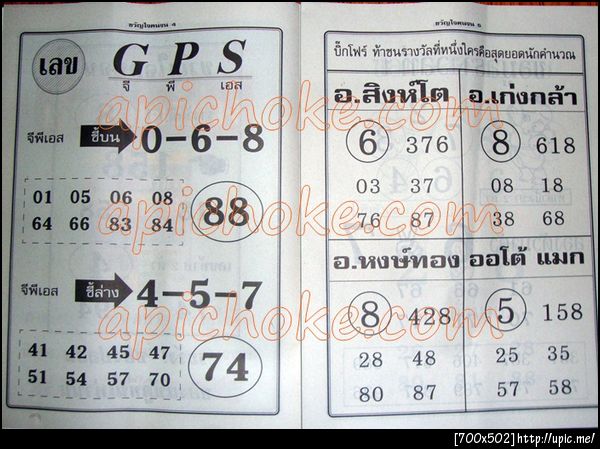 ขวัญใจคนจน 4
เลข
G P S
จี พี เอส
จีพีเอส ชี้บน 0-6-8
01 05 06 08
64 66 83 84
88
จีพีเอส ชี้ล่าง 4-5-7
41 42 45 47
51 54 57 70
74
ขวัญใจคนจน 5
บิ๊กโฟร์ ท้าชนรางวัลที่หนึ่งใครคือสุดยอดนักคำนวณ
อ.สิงห์โต
6 376
03 37
76 87
อ.เก่งกล้า
8 618
08 18
38 68
อ.หงษ์ทอง
8 428
28 48
80 87
ออโต้ แมก
5 158
25 35
57 58
apichoke.com
apichoke.com
apichoke.com
[700x502]http://upic.me/